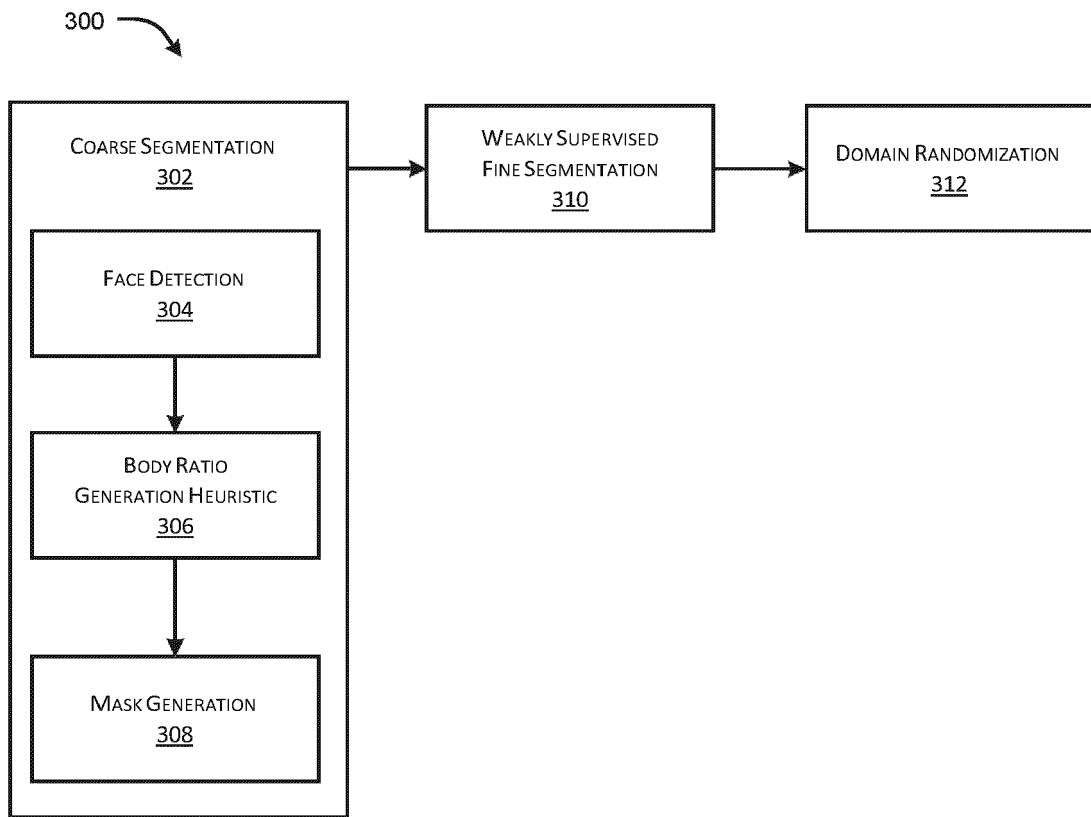 300
COARSE SEGMENTATION
302
FACE DETECTION
304
BODY RATIO
GENERATION HEURISTIC
306
MASK GENERATION
308
WEAKLY SUPERVISED
FINE SEGMENTATION
310
DOMAIN RANDOMIZATION
312